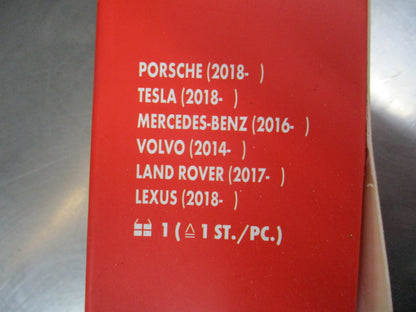 PORSCHE (2018-   )
TESLA (2018-   )
MERCEDES-BENZ (2016-   )
VOLVO (2014-   )
LAND ROVER (2017-   )
LEXUS (2018-   )
1 (≙ 1 ST./PC.)